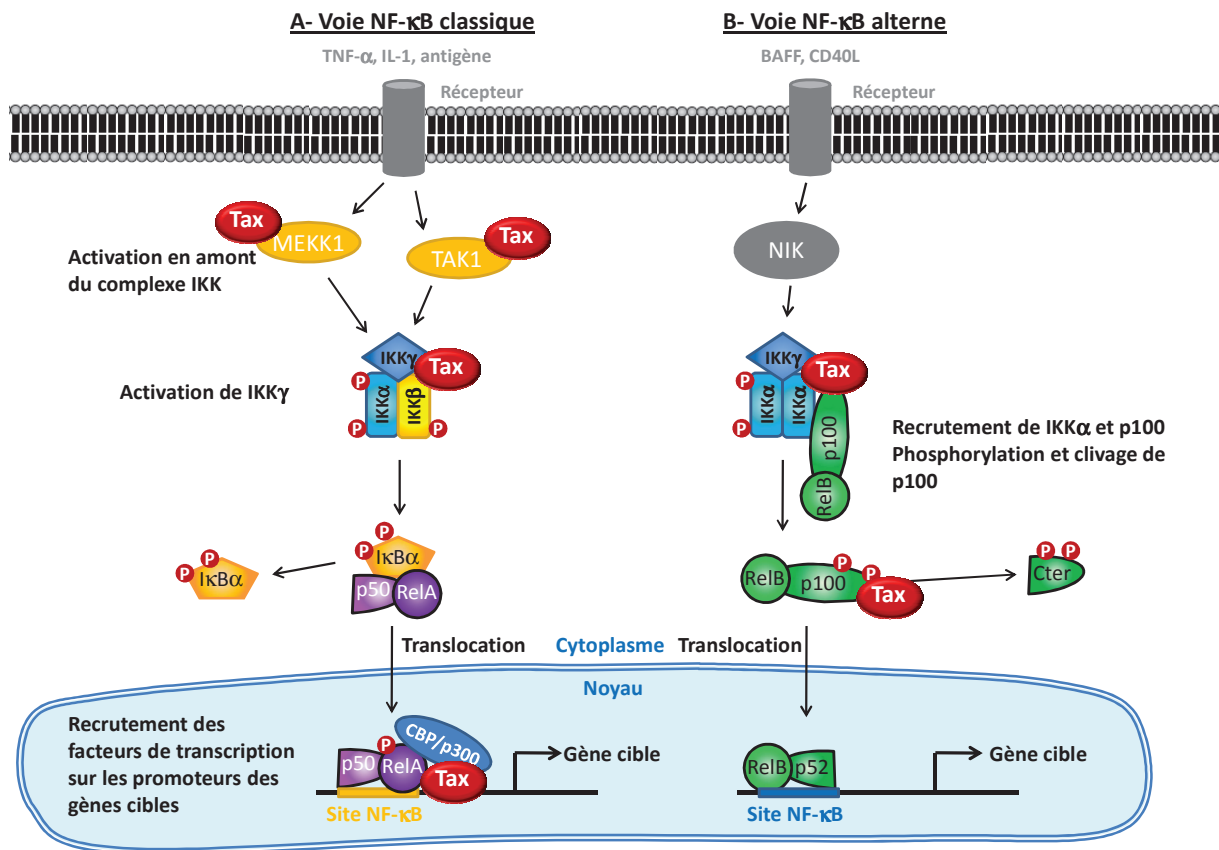 A- Voie NF-κB classique
TNF-α, IL-1, antigène
Récepteur
Tax
MEKK1
Tax
TAK1
Activation en amont
du complexe IKK
IKKγ
Tax
P
IKKα
IKKβ
P
P
Activation de IKKγ
P
P
IκBα
P
P
IκBα
p50
RelA
Translocation
B- Voie NF-κB alterne
BAFF, CD40L
Récepteur
NIK
IKKγ
Tax
P
IKKα
IKKα
P
p100
RelB
Recrutement de IKKα et p100
Phosphorylation et clivage de
p100
RelB
p100
P
P
Tax
P
P
Cter
Cytoplasme
Translocation
Noyau
Recrutement des
facteurs de transcription
sur les promoteurs des
gènes cibles
p50
P
RelA
CBP/p300
Tax
Gène cible
Site NF-κB
RelB
p52
Gène cible
Site NF-κB